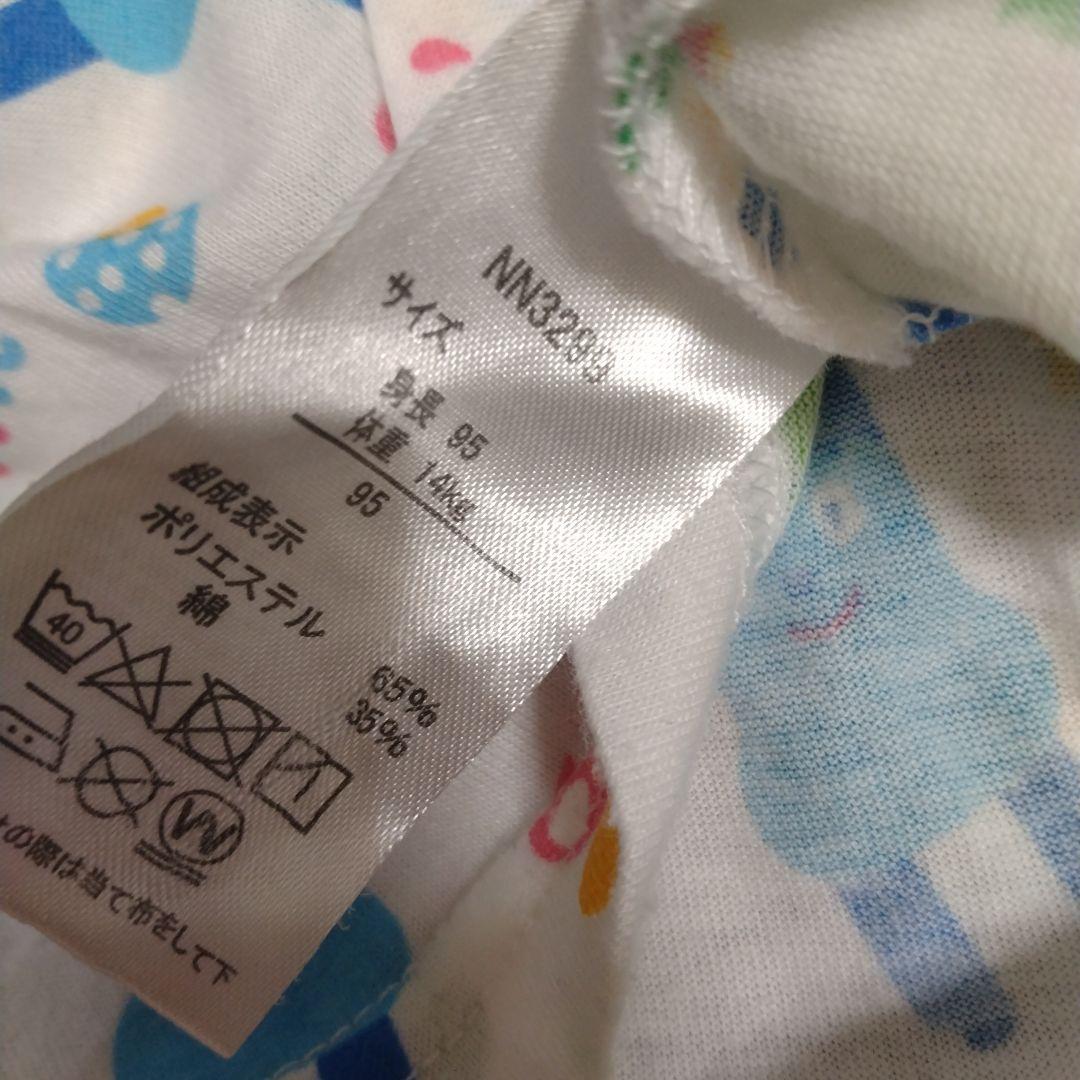 サイズ
身長 95
体重 14kg
95
組成表示
ポリエステル 65%
綿 35%
40
W
の際は当て布をして下